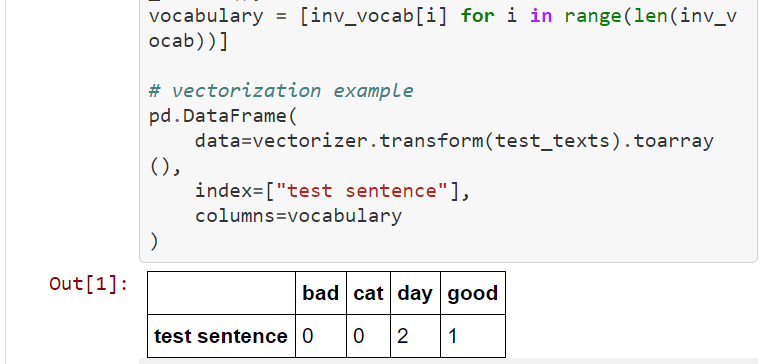 vocabulary = [inv_vocab[i] for i in range(len(inv_v
ocab))]
# vectorization example
pd.DataFrame(
    data=vectorizer.transform(test_texts).toarray
(),
    index=["test sentence"],
    columns=vocabulary
)
Out[1]:
bad cat day good
test sentence 0 0 2 1